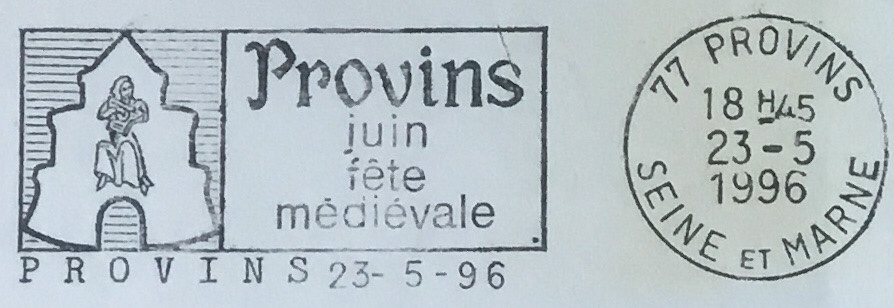 Provins
juin
fête
médiévale
PROVINS 23-5-96
77 PROVINS
18 H45
23-5
1996
SEINE ET MARNE